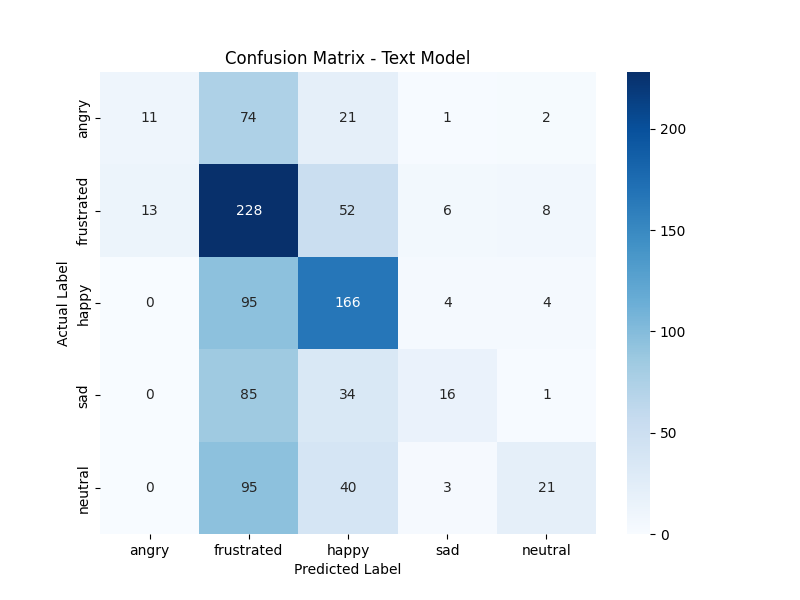 Confusion Matrix - Text Model
angry 11 74 21 1 2
frustrated 13 228 52 6 8
happy 0 95 166 4 4
sad 0 85 34 16 1
neutral 0 95 40 3 21
angry frustrated happy sad neutral
Predicted Label
Actual Label
200
150
100
50
0